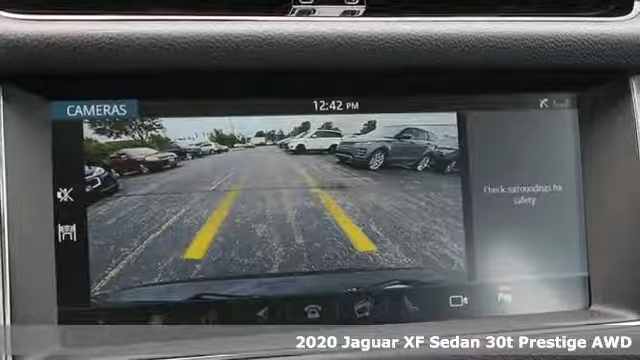 CAMERAS
12:42 PM
Check surroundings for
safety
2020 Jaguar XF Sedan 30t Prestige AWD